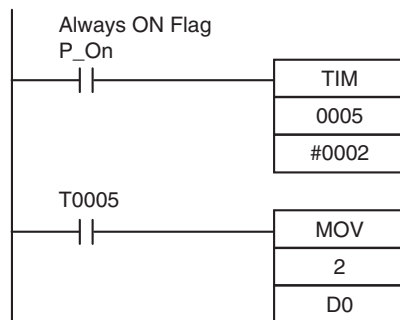 Always ON Flag
P_On
TIM
0005
#0002
T0005
MOV
2
D0